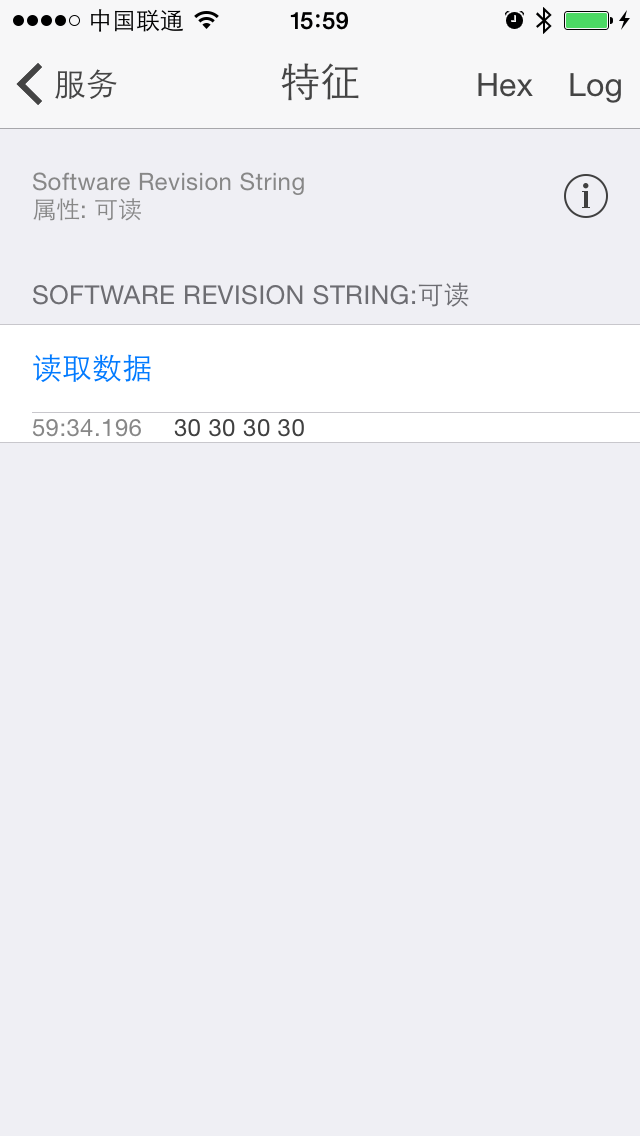 中国联通 15:59
服务 特征 Hex Log
Software Revision String
属性: 可读
SOFTWARE REVISION STRING:可读
读取数据
59:34.196 30 30 30 30